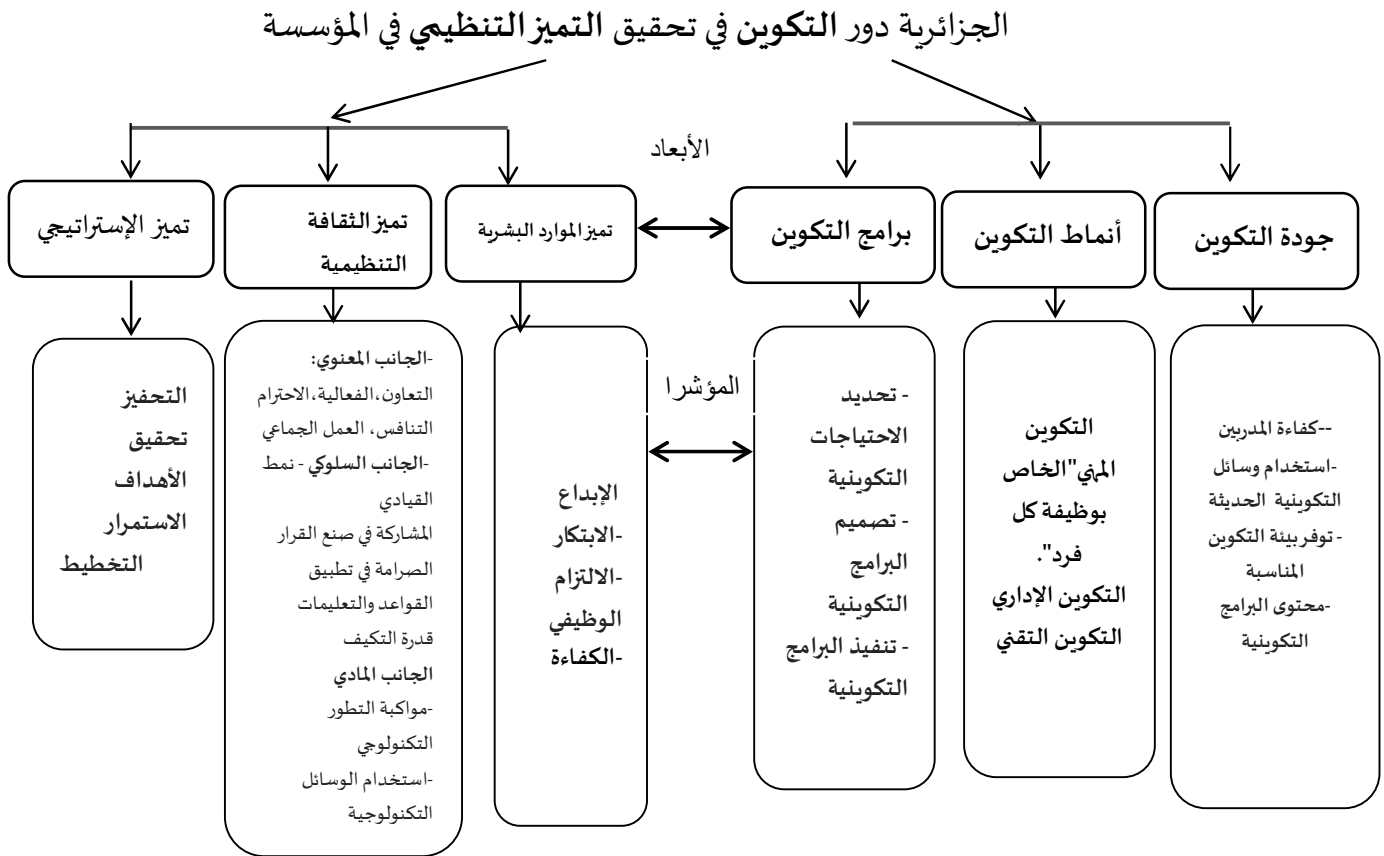 الجزائرية دور التكوين في تحقيق التميز التنظيمي في المؤسسة
الأبعاد
جودة التكوين
أنماط التكوين
برامج التكوين
تميز الموارد البشرية
تميز الثقافة
التنظيمية
تميز الإستراتيجي
المؤشرا
--كفاءة المدربين
-استخدام وسائل
التكوينية الحديثة
- توفر بيئة التكوين
المناسبة
-محتوى البرامج
التكوينية
التكوين
المهني"الخاص
بوظيفة كل
فرد".
التكوين الإداري
التكوين التقني
- تحديد
الاحتياجات
التكوينية
- تصميم
البرامج
التكوينية
- تنفيذ البرامج
التكوينية
الإبداع
-الابتكار
-الالتزام
الوظيفي
-الكفاءة
-الجانب المعنوي:
التعاون،الفعالية،الاحترام
التنافس، العمل الجماعي
-الجانب السلوكي - نمط
القيادي
المشاركة في صنع القرار
الصرامة في تطبيق
القواعد والتعليمات
قدرة التكيف
الجانب المادي
-مواكبة التطور
التكنولوجي
-استخدام الوسائل
التكنولوجية
التحفيز
تحقيق
الأهداف
الاستمرار
التخطيط